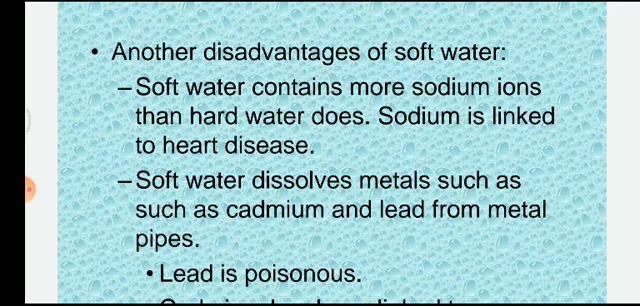 • Another disadvantages of soft water:
– Soft water contains more sodium ions
than hard water does. Sodium is linked
to heart disease.
– Soft water dissolves metals such as
such as cadmium and lead from metal
pipes.
• Lead is poisonous.